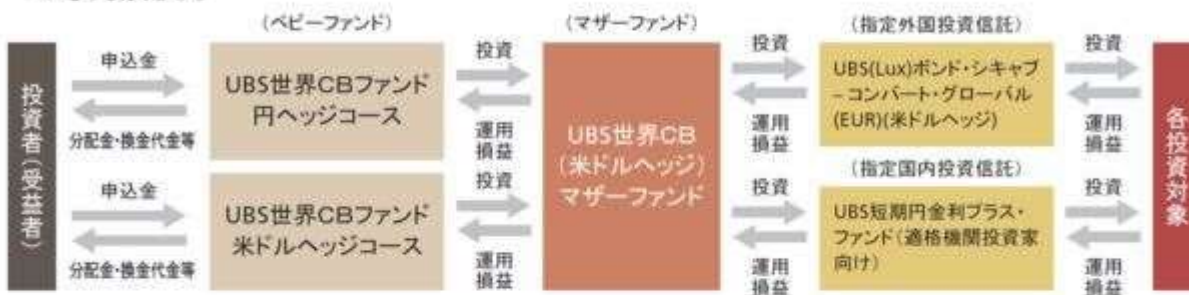 (ベビーファンド)
(マザーファンド)
(指定外国投資信託)
投資者(受益者)
申込金
分配金・換金代金等
UBS世界CBファンド
円ヘッジコース
投資
運用
損益
申込金
分配金・換金代金等
UBS世界CBファンド
米ドルヘッジコース
投資
運用
損益
UBS世界CB
(米ドルヘッジ)
マザーファンド
投資
運用
損益
UBS(Lux)ボンド・シキャブ
–コンバート・グローバル
(EUR)(米ドルヘッジ)
投資
運用
損益
(指定国内投資信託)
投資
運用
損益
UBS短期円金利プラス・
ファンド(適格機関投資家
向け)
投資
運用
損益
各投資対象